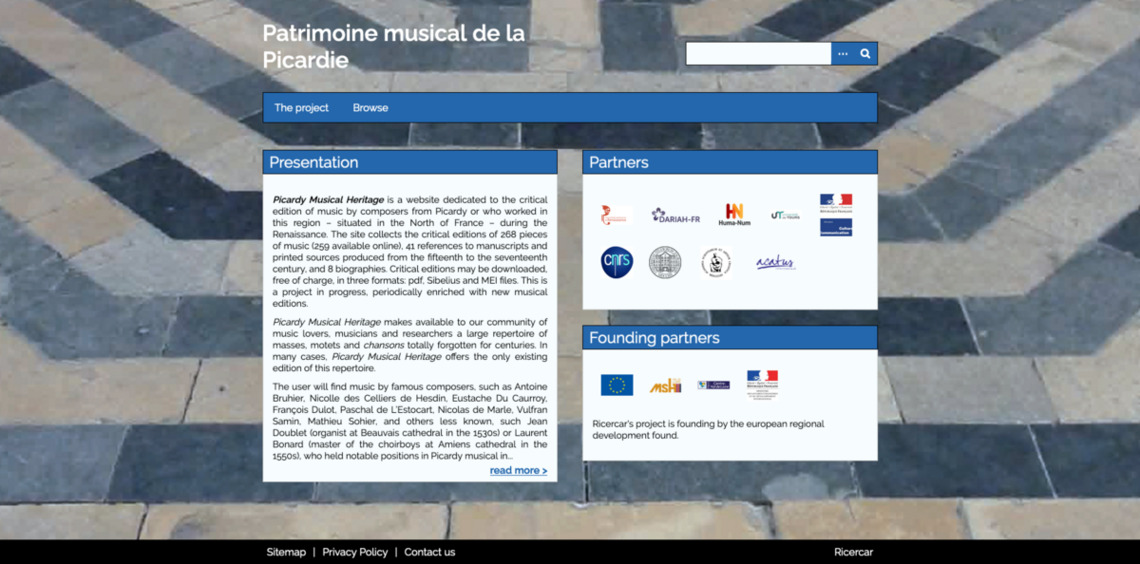 Patrimoine musical de la
Picardie
The project
Browse
Presentation
Picardy Musical Heritage is a website dedicated to the critical
edition of music by composers from Picardy or who worked in
this region – situated in the North of France – during the
Renaissance. The site collects the critical editions of 268 pieces
of music (259 available online), 41 references to manuscripts and
printed sources produced from the fifteenth to the seventeenth
century, and 8 biographies. Critical editions may be downloaded,
free of charge, in three formats: pdf, Sibelius and MEI files. This is
a project in progress, periodically enriched with new musical
editions.
Picardy Musical Heritage makes available to our community of
music lovers, musicians and researchers a large repertoire of
masses, motets and chansons totally forgotten for centuries. In
many cases, Picardy Musical Heritage offers the only existing
edition of this repertoire.
The user will find music by famous composers, such as Antoine
Bruhier, Nicolle des Celliers de Hesdin, Eustache Du Caurroy,
François Dulot, Paschal de L'Estocart, Nicolas de Marle, Vulfran
Samin, Mathieu Sohier, and others less known, such Jean
Doublet (organist at Beauvais cathedral in the 1530s) or Laurent
Bonard (master of the choirboys at Amiens cathedral in the
1550s), who held notable positions in Picardy musical in...
read more >
Partners
DARIAH-FR
Huma-Num
cnrs
acatus
Founding partners
msh
Ricercar's project is founding by the european regional
development found.
Sitemap | Privacy Policy | Contact us
Ricercar